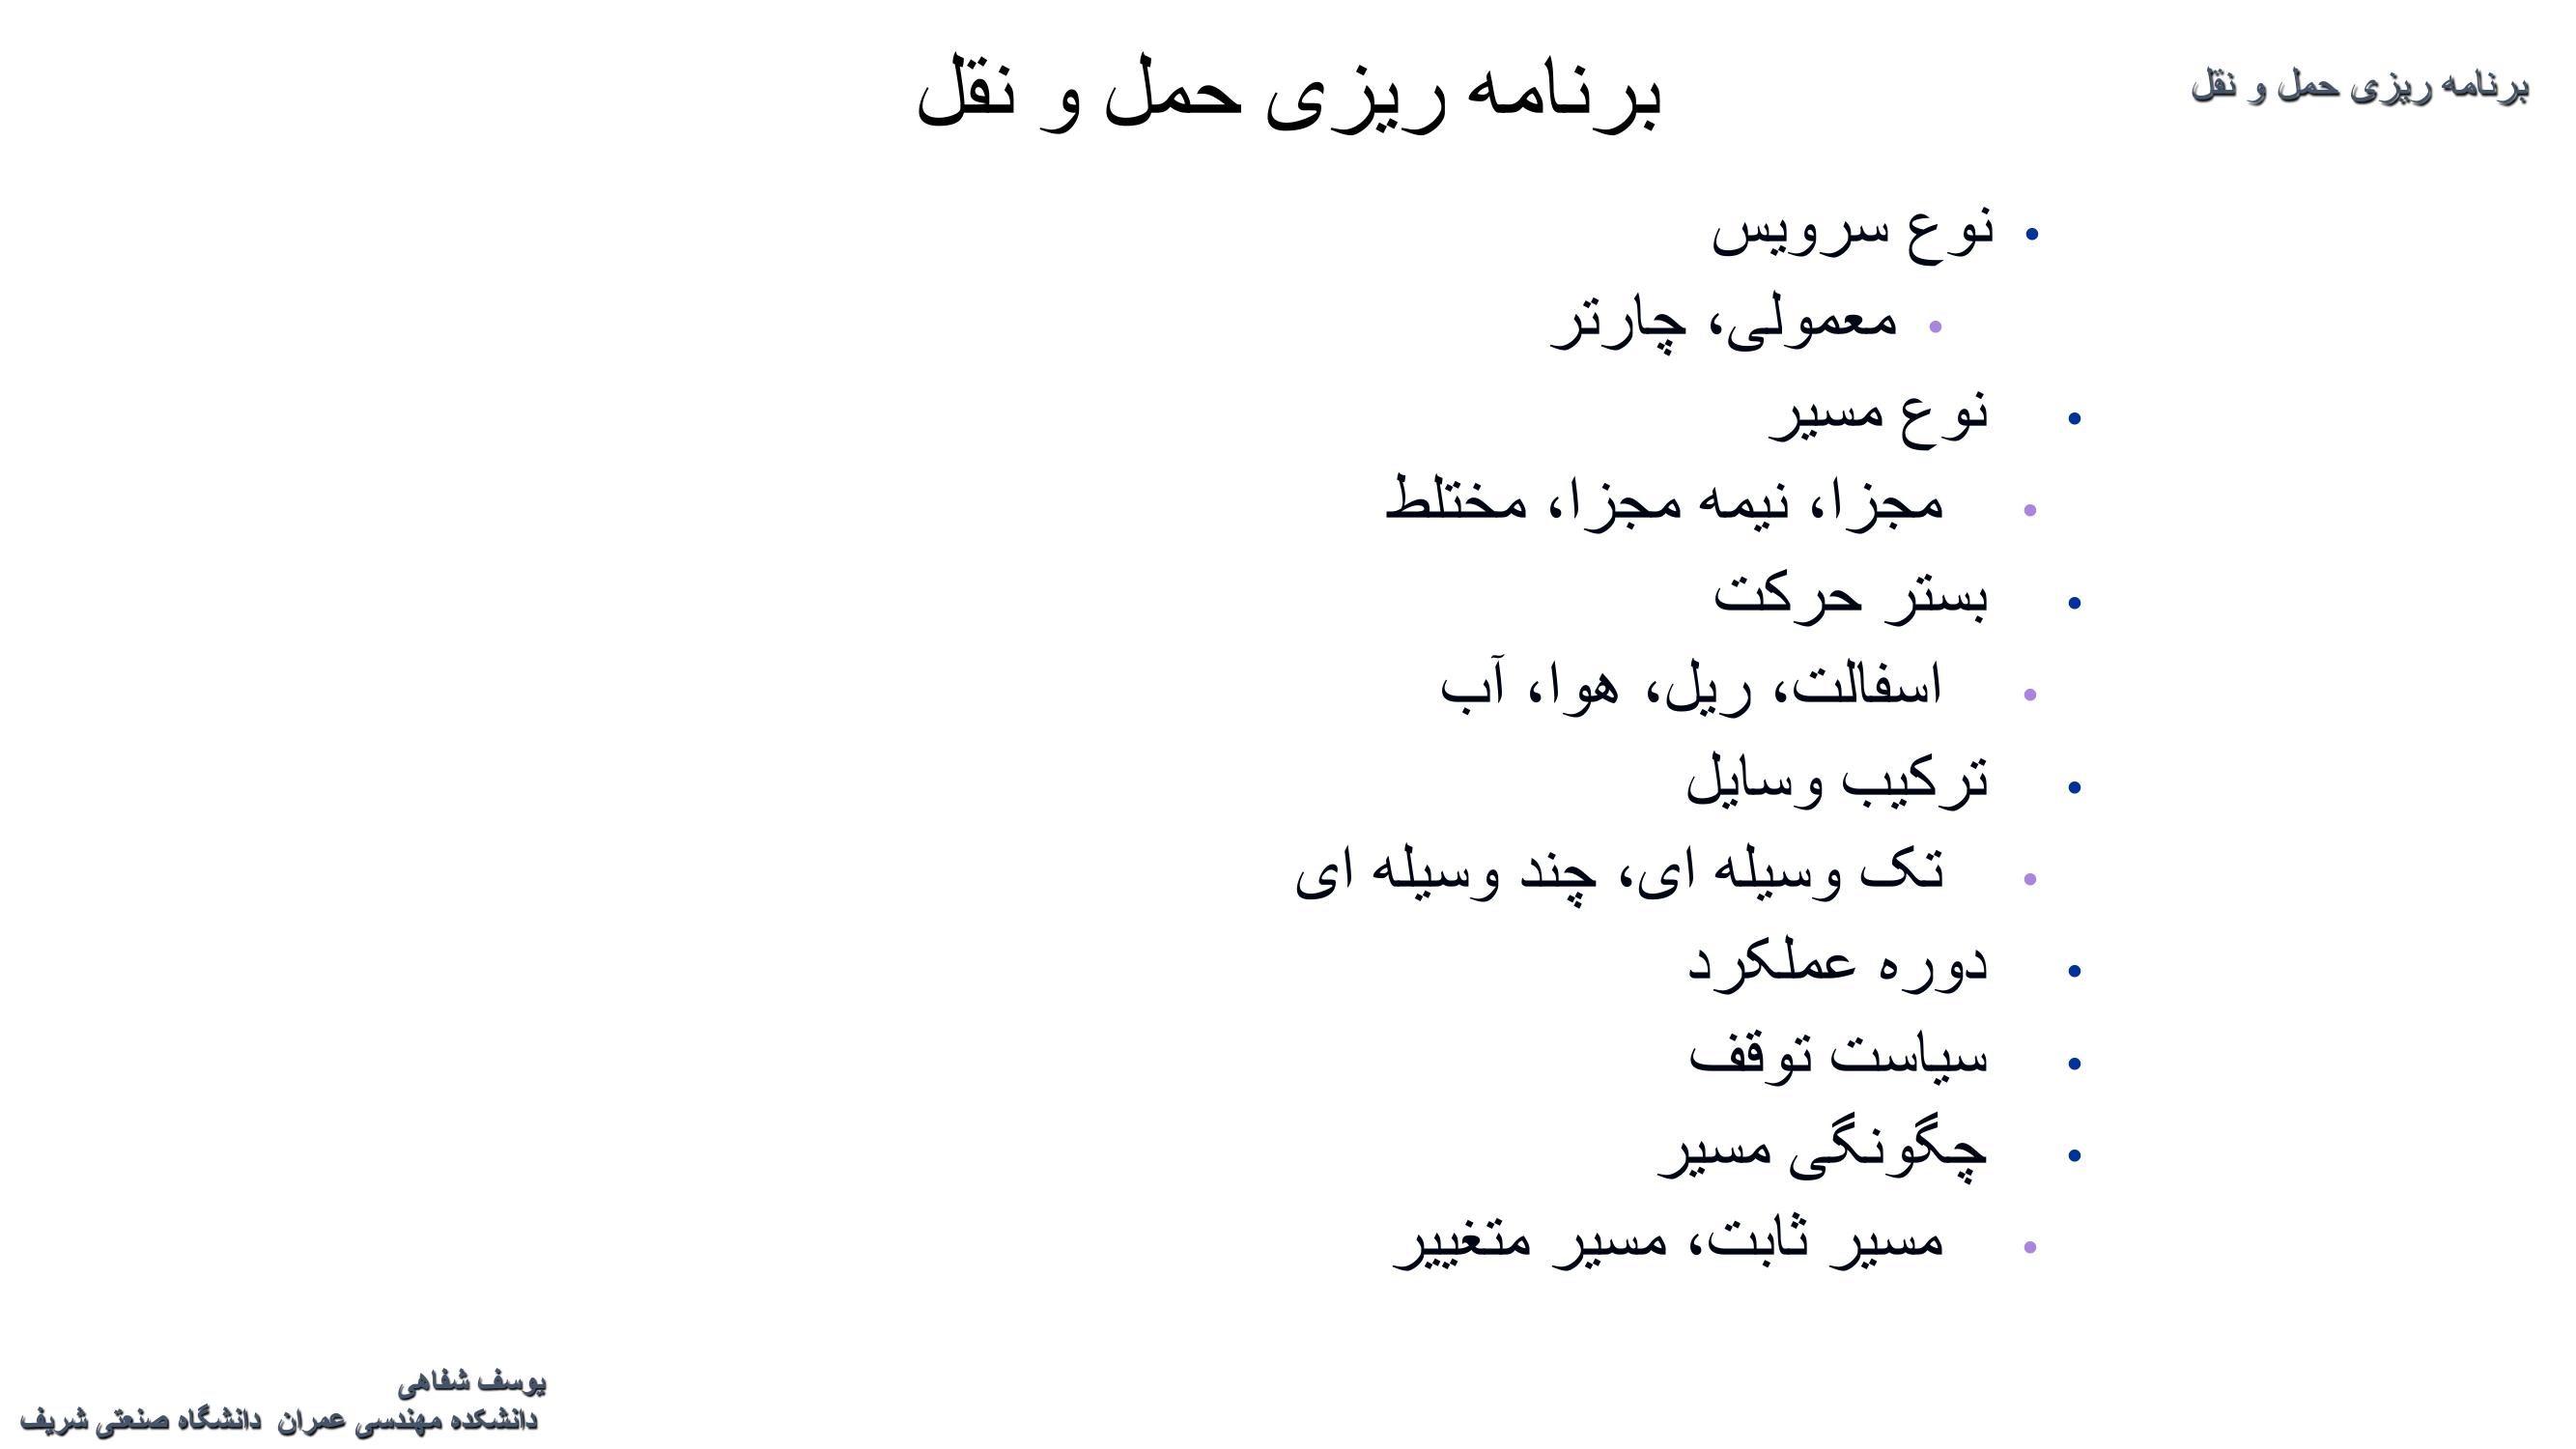 برنامه ریزی حمل و نقل
برنامه ریزی حمل و نقل
• نوع سرویس
• معمولی، چارتر
• نوع مسیر
• مجزا، نیمه مجزا، مختلط
• بستر حرکت
• اسفالت، ریل، هوا، آب
• ترکیب وسایل
• تک وسیله ای، چند وسیله ای
• دوره عملکرد
• سیاست توقف
• چگونگی مسیر
• مسیر ثابت، مسیر متغییر
یوسف شفاهی
دانشکده مهندسی عمران دانشگاه صنعتی شریف